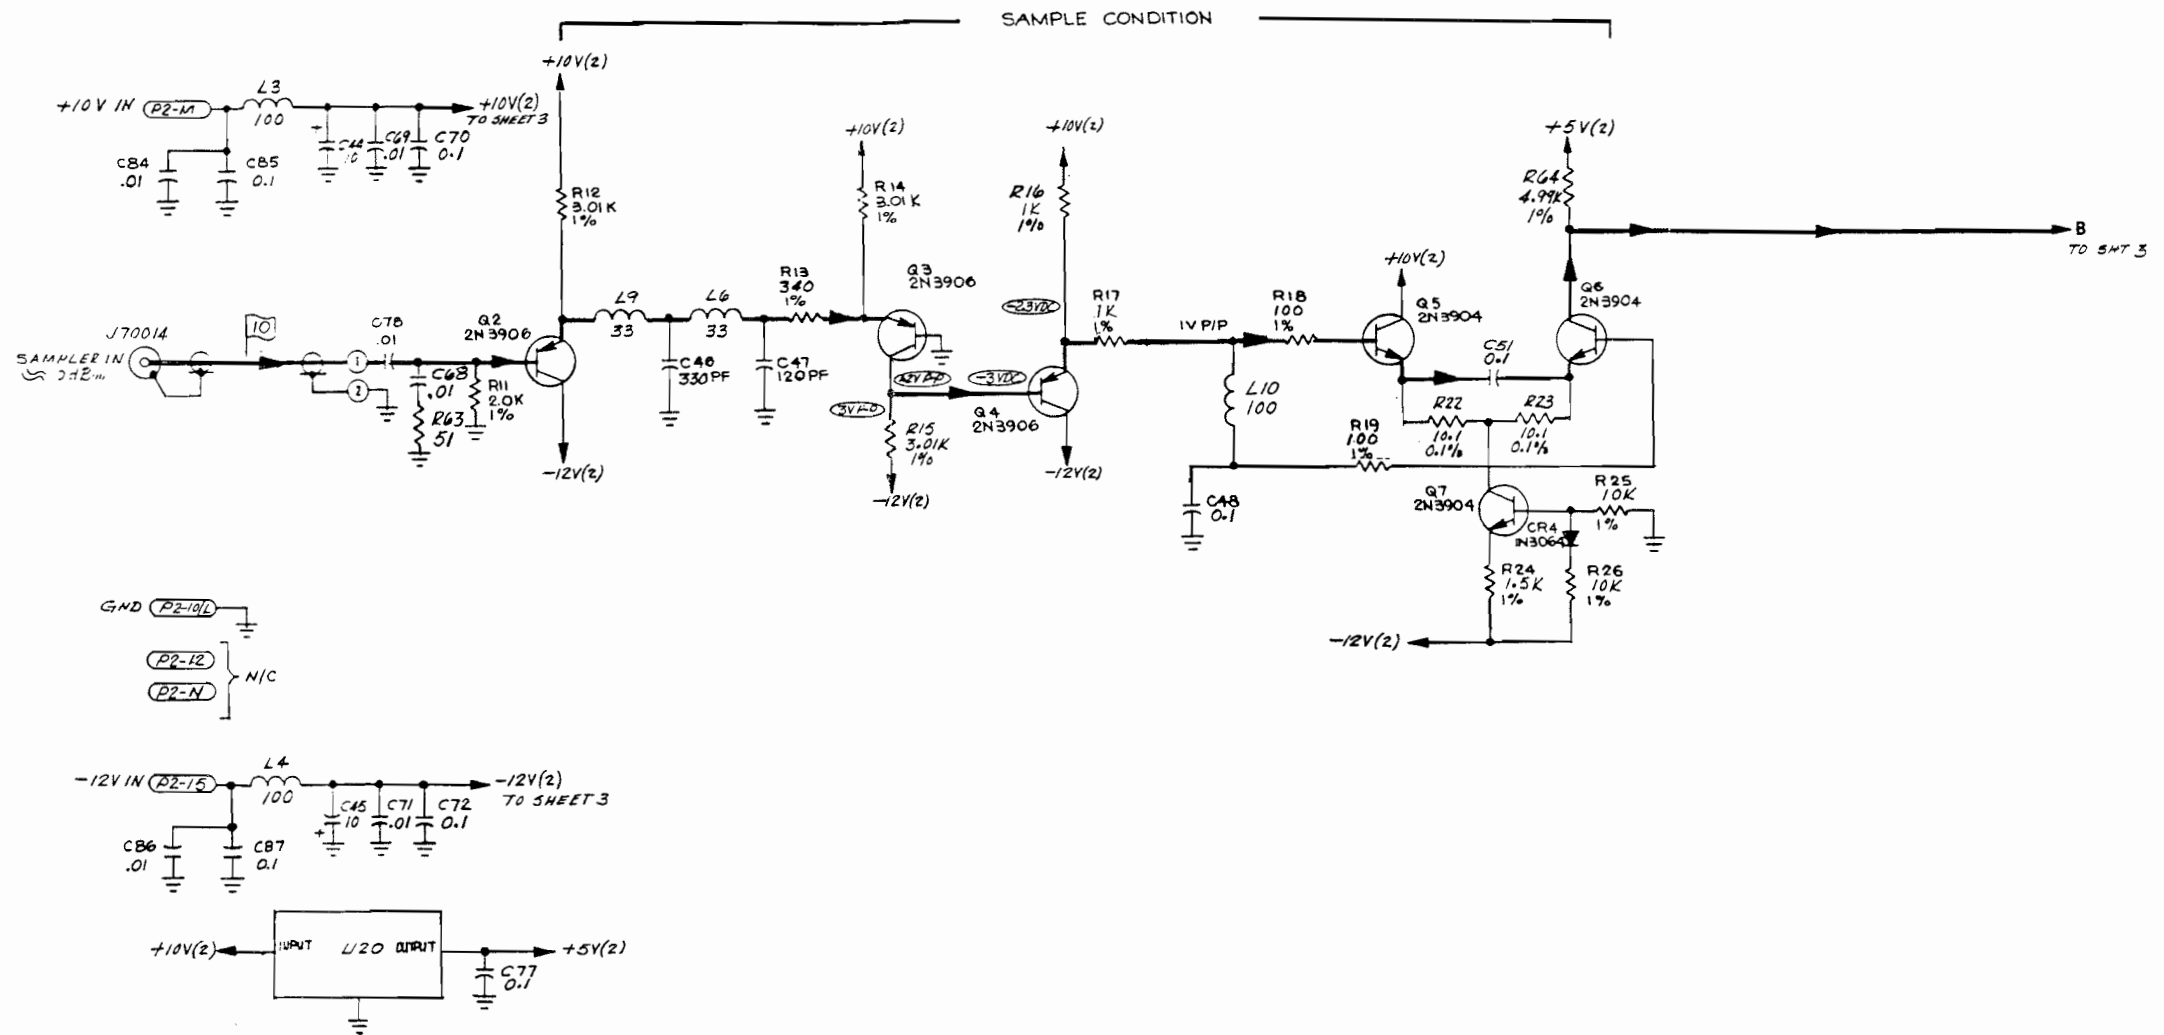 SAMPLE CONDITION
+10V(2)
+10V IN
P2-M
L3
100
+10V(2)
TO SHEET 3
C84
.01
C85
0.1
+
C44
10
C69
.01
C70
0.1
R12
3.01K
1%
+10V(2)
R14
3.01K
1%
+10V(2)
R16
1K
1%
+5V(2)
R64
4.99K
1%
B
TO SHT 3
J70014
SAMPLER IN
10
1
2
C78
.01
C68
.01
R63
51
R11
2.0K
1%
Q2
2N3906
-12V(2)
L9
33
L6
33
C46
330PF
C47
120PF
R13
340
1%
Q3
2N3906
R15
3.01K
1%
-12V(2)
-3VDC
Q4
2N3906
-12V(2)
R17
1K
1%
1V P/P
L10
100
C48
0.1
R18
100
1%
R19
100
1%
+10V(2)
Q5
2N3904
C51
0.1
Q6
2N3904
R22
10.1
0.1%
R23
10.1
0.1%
Q7
2N3904
CR4
1N3064
R25
10K
1%
R24
1.5K
1%
R26
10K
1%
-12V(2)
GND
P2-10/L
P2-12
P2-N
N/C
-12V IN
P2-15
L4
100
-12V(2)
TO SHEET 3
C86
.01
C87
0.1
+
C45
10
C71
.01
C72
0.1
+10V(2)
INPUT
U20
OUTPUT
+5V(2)
C77
0.1